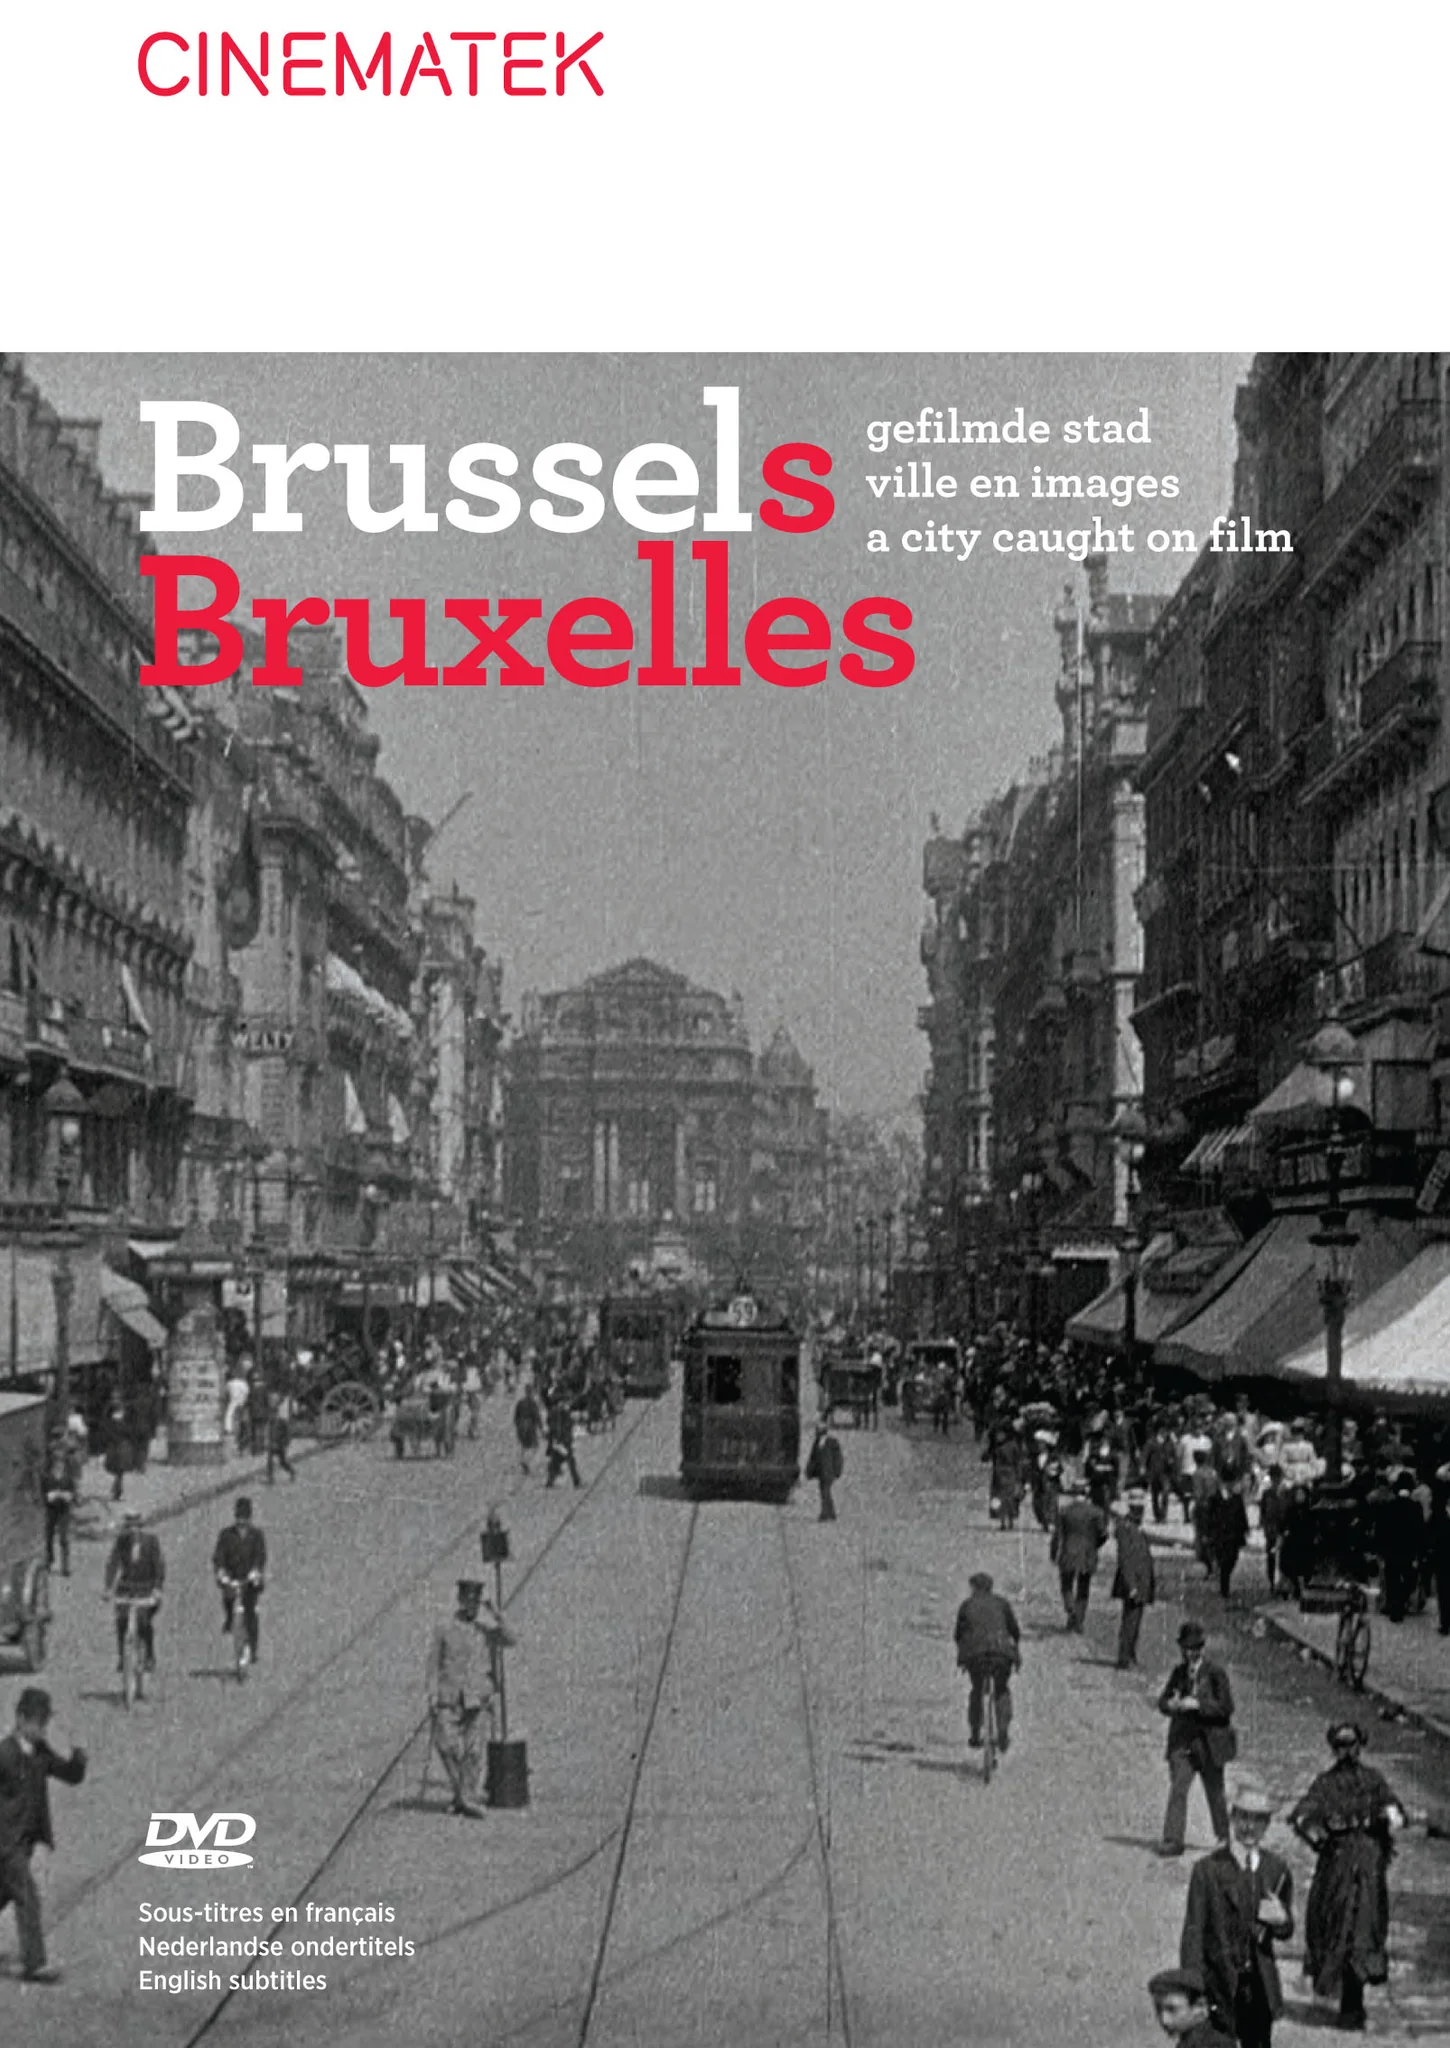 CINEMATEK
Brussels
Bruxelles
gefilmde stad
ville en images
a city caught on film
WELTY
59
DVD
VIDEO
Sous-titres en français
Nederlandse ondertitels
English subtitles